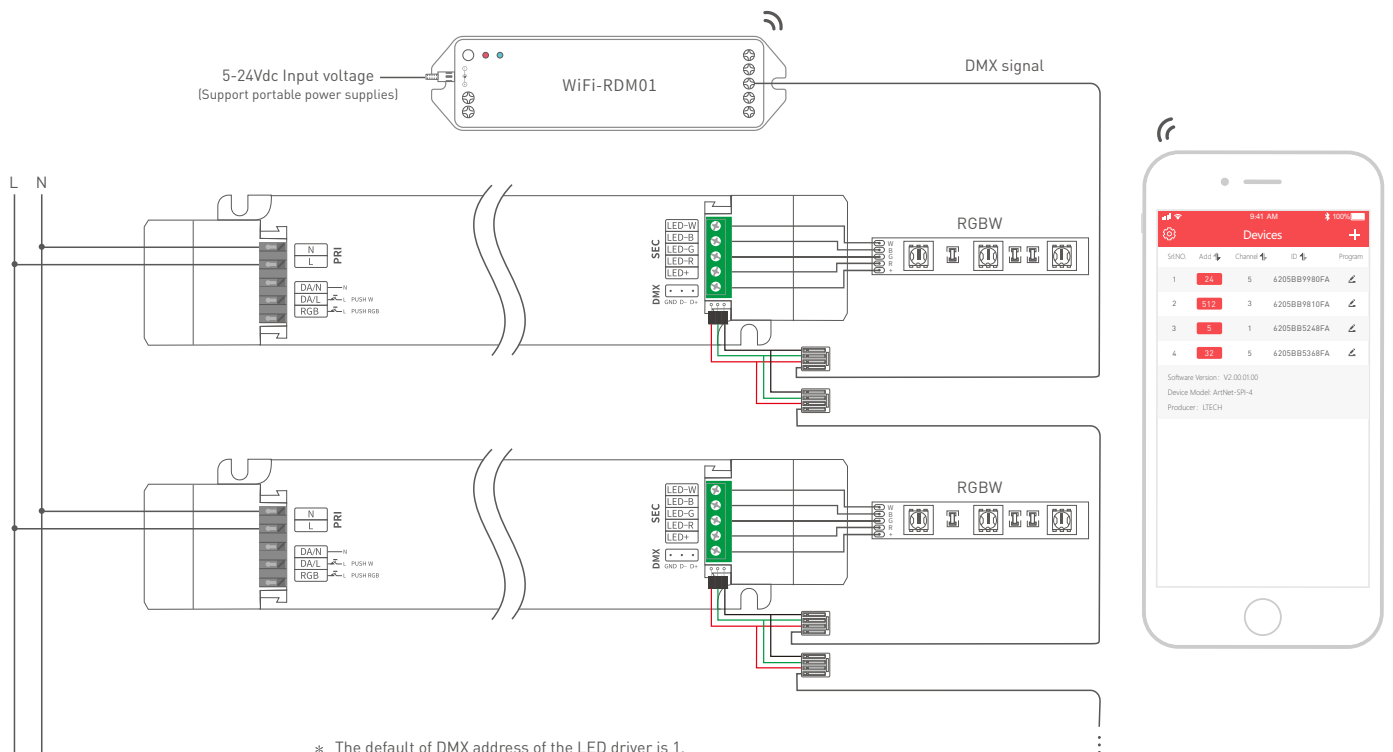 5-24Vdc Input voltage
(Support portable power supplies)
WiFi-RDM01
DMX signal
L N
N
L
PRI
DA/N N
DA/L L PUSH W
RGB L PUSH RGB
SEC
LED-W
LED-B
LED-G
LED-R
LED+
DMX
GND D- D+
RGBW
W
B
G
R
+
N
L
PRI
DA/N N
DA/L L PUSH W
RGB L PUSH RGB
SEC
LED-W
LED-B
LED-G
LED-R
LED+
DMX
GND D- D+
RGBW
W
B
G
R
+
9:41 AM 100%
Devices +
Srl.NO. Add Channel ID Program
1 24 5 6205BB9980FA
2 512 3 6205BB9810FA
3 5 1 6205BB5248FA
4 32 5 6205BB5368FA
Software Version : V2.00.01.00
Device Model: ArtNet-SPI-4
Producer : LTECH
* The default of DMX address of the LED driver is 1.